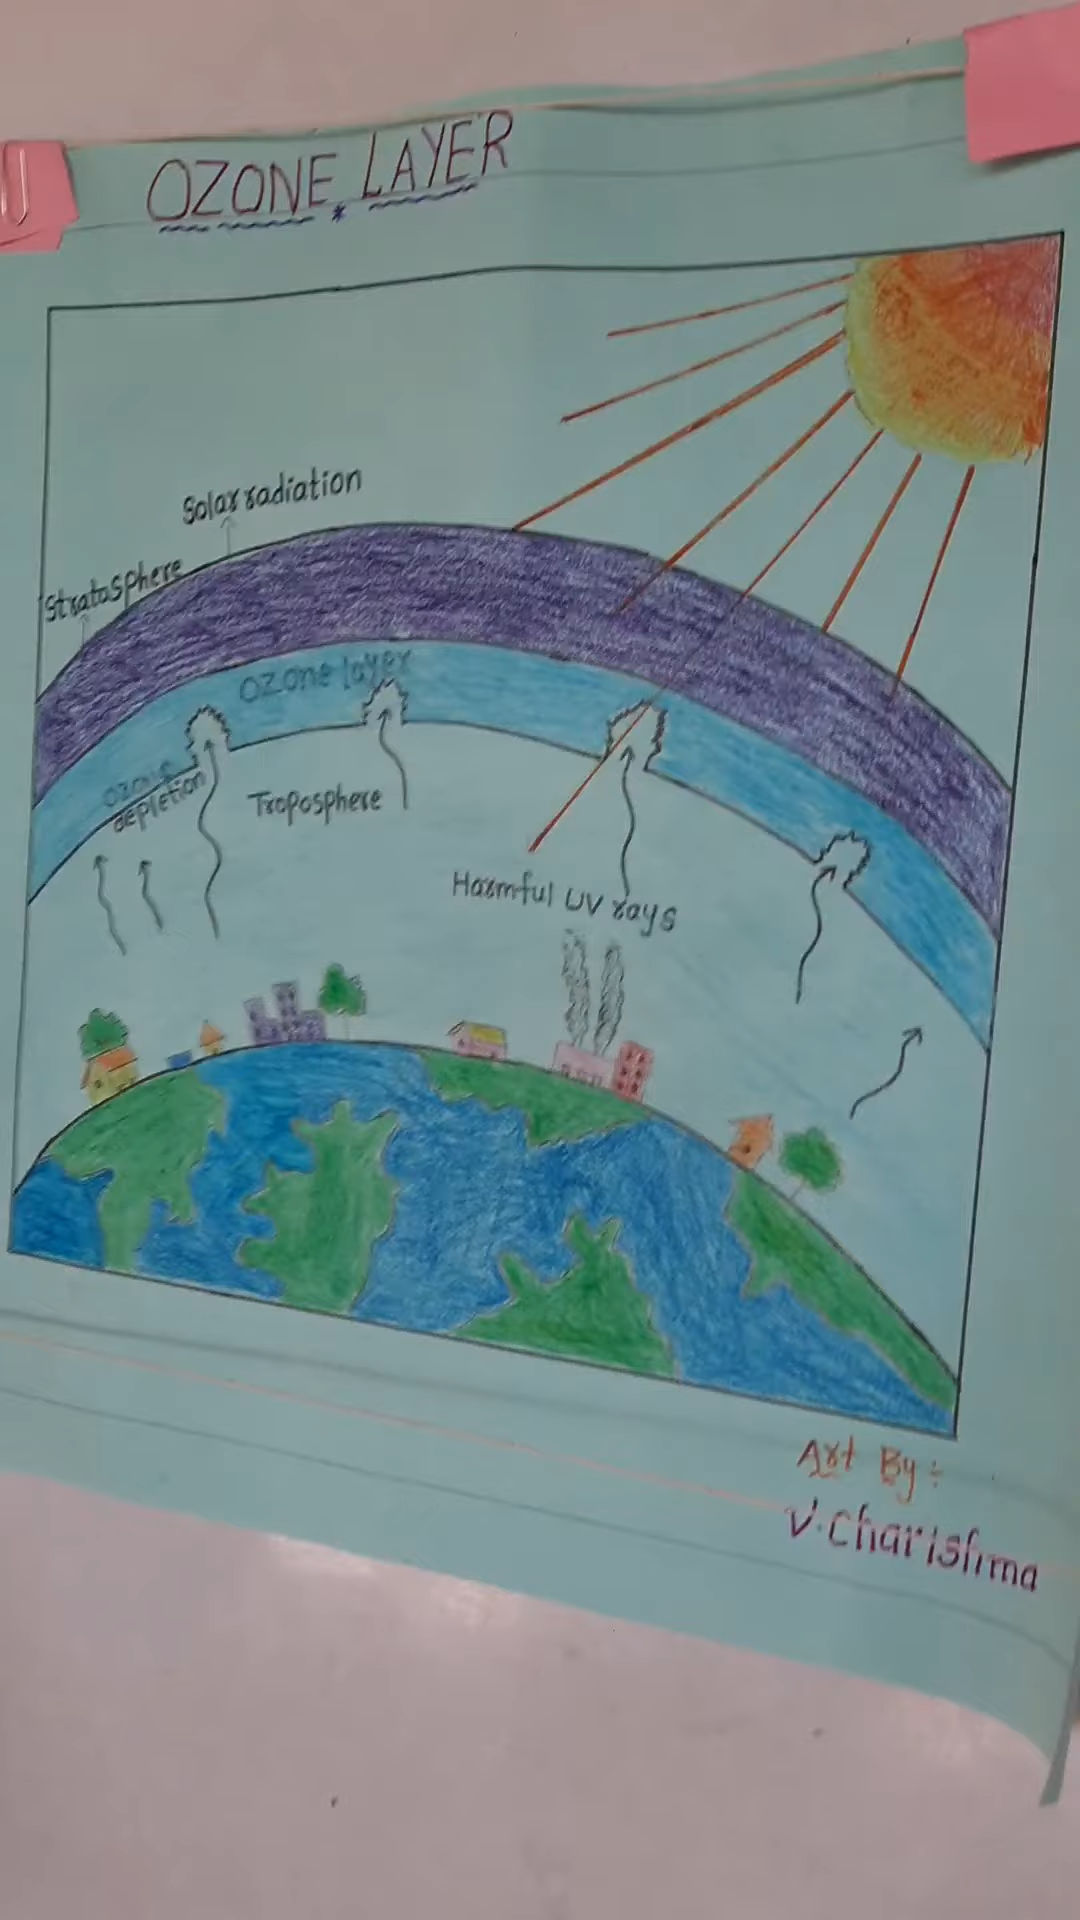 OZONE LAYER
Solar radiation
Stratosphere
Ozone layer
Ozone
depletion
Troposphere
Harmful UV rays
Art By :
V. Charishma